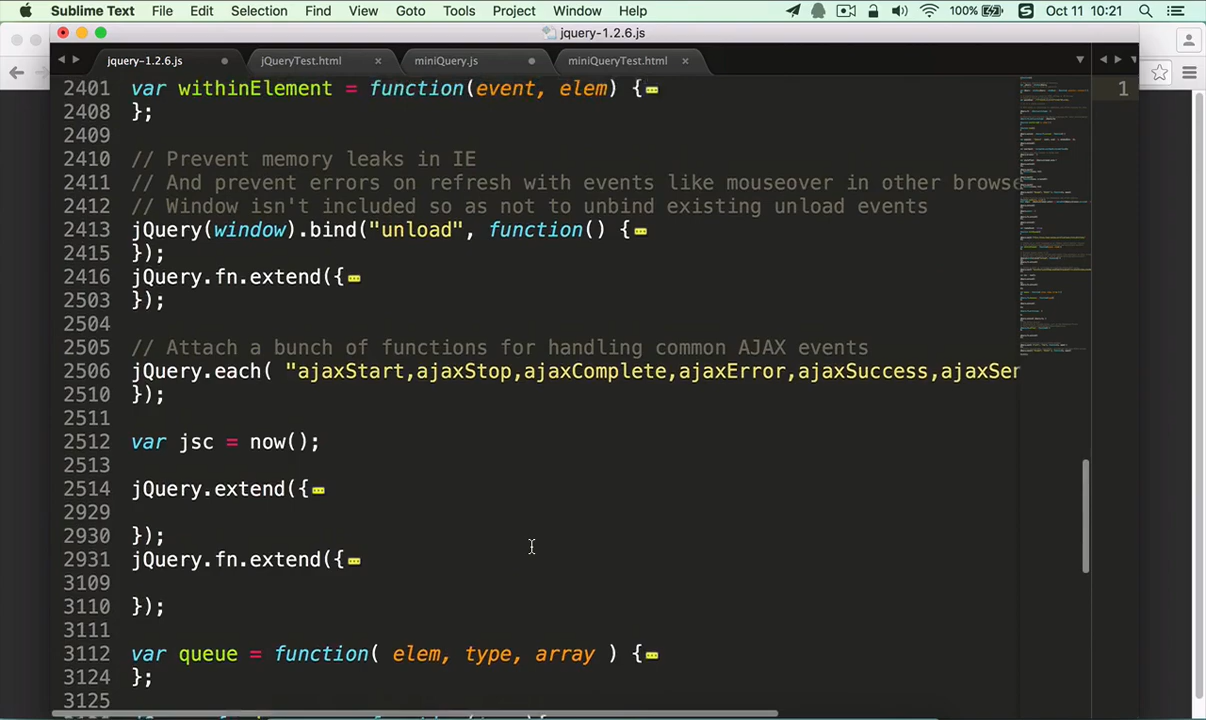 Sublime Text File Edit Selection Find View Goto Tools Project Window Help 100% Oct 11 10:21
jquery-1.2.6.js
jquery-1.2.6.js jQueryTest.html miniQuery.js miniQueryTest.html
2401 var withinElement = function(event, elem) {
2408 };
2409
2410 // Prevent memory leaks in IE
2411 // And prevent errors on refresh with events like mouseover in other browse
2412 // Window isn't included so as not to unbind existing unload events
2413 jQuery(window).bind("unload", function() {
2415 });
2416 jQuery.fn.extend({
2503 });
2504
2505 // Attach a bunch of functions for handling common AJAX events
2506 jQuery.each( "ajaxStart,ajaxStop,ajaxComplete,ajaxError,ajaxSuccess,ajaxSer
2510 });
2511
2512 var jsc = now();
2513
2514 jQuery.extend({
2929
2930 });
2931 jQuery.fn.extend({
3109
3110 });
3111
3112 var queue = function( elem, type, array ) {
3124 };
3125
1